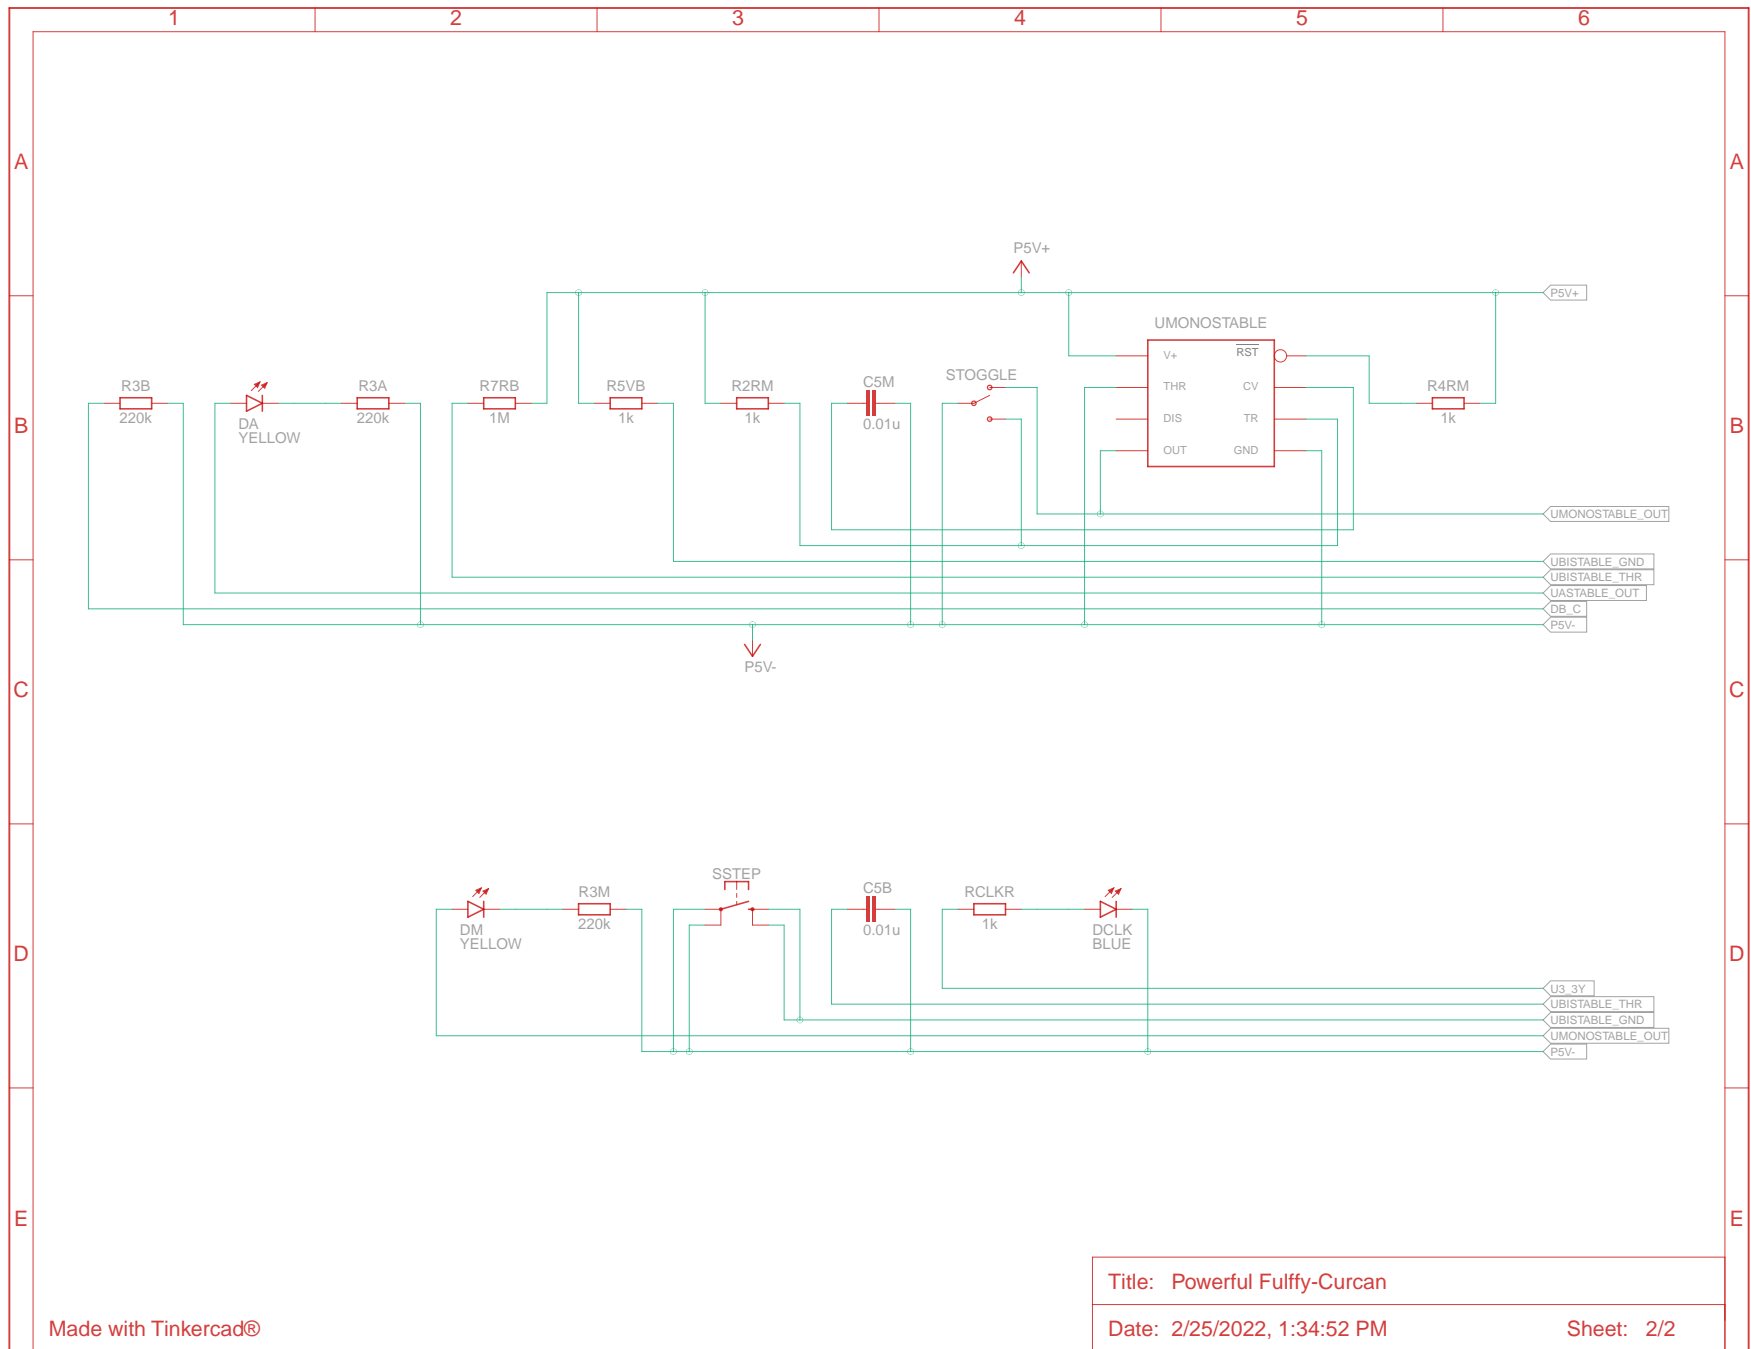 1 2 3 4 5 6
A A
P5V+
P5V+
UMONOSTABLE
V+ RST
THR CV
DIS TR
OUT GND
R3B
220k
DA
YELLOW
R3A
220k
R7RB
1M
R5VB
1k
R2RM
1k
C5M
0.01u
STOGGLE
R4RM
1k
B B
UMONOSTABLE_OUT
UBISTABLE_GND
UBISTABLE_THR
UASTABLE_OUT
DB_C
P5V-
P5V-
C C
DM
YELLOW
R3M
220k
SSTEP
C5B
0.01u
RCLKR
1k
DCLK
BLUE
D D
U3_3Y
UBISTABLE_THR
UBISTABLE_GND
UMONOSTABLE_OUT
P5V-
E E
Title: Powerful Fulffy-Curcan
Made with Tinkercad®
Date: 2/25/2022, 1:34:52 PM Sheet: 2/2